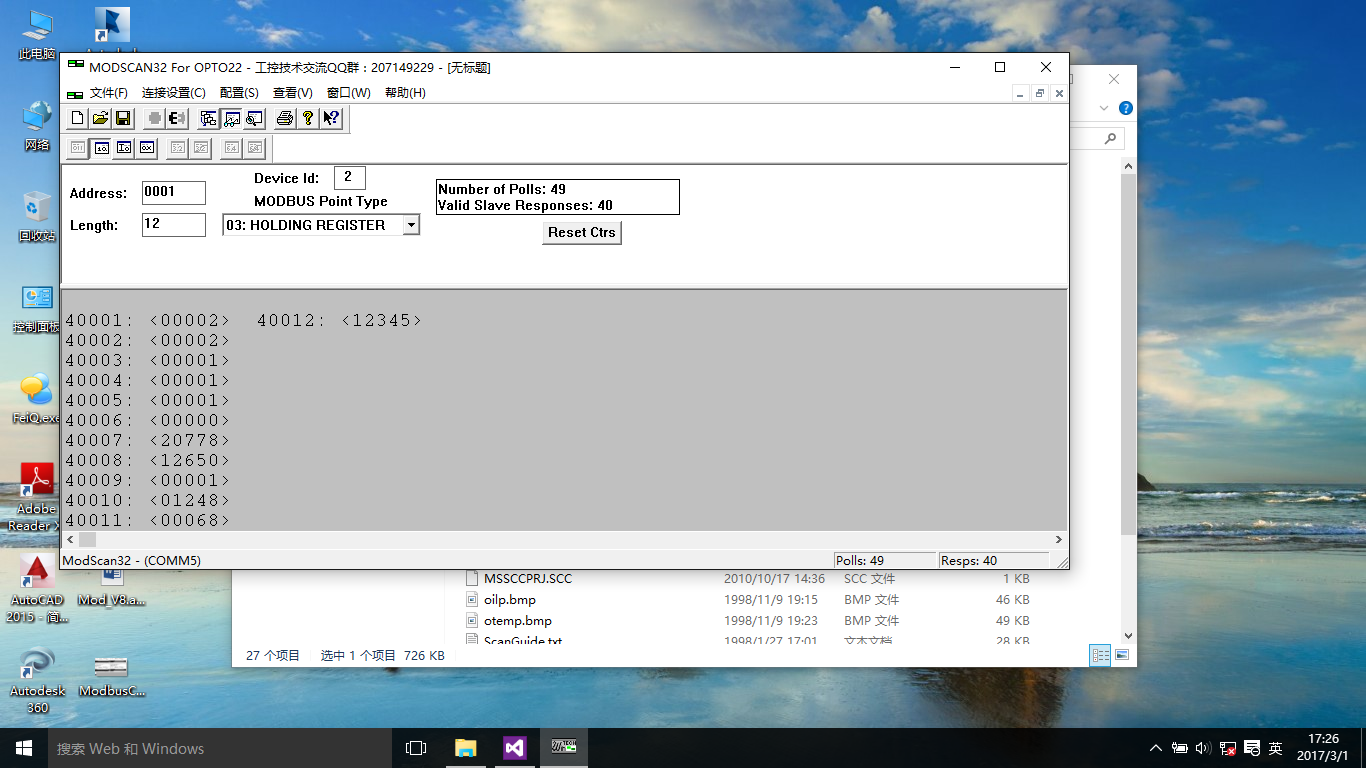 此电脑
网络
回收站
控制面板
FeiQ.exe
Adobe
Reader X
AutoCAD
2015 - 简...
Mod_V8.a...
Autodesk
360
ModbusC...
MODSCAN32 For OPTO22 - 工控技术交流QQ群：207149229 - [无标题]
文件(F) 连接设置(C) 配置(S) 查看(V) 窗口(W) 帮助(H)
Address: 0001
Length: 12
Device Id: 2
MODBUS Point Type
03: HOLDING REGISTER
Number of Polls: 49
Valid Slave Responses: 40
Reset Ctrs
40001: <00002> 40012: <12345>
40002: <00002>
40003: <00001>
40004: <00001>
40005: <00001>
40006: <00000>
40007: <20778>
40008: <12650>
40009: <00001>
40010: <01248>
40011: <00068>
ModScan32 - (COMM5) Polls: 49 Resps: 40
MSSCCPRJ.SCC 2010/10/17 14:36 SCC 文件 1 KB
oilp.bmp 1998/11/9 19:15 BMP 文件 46 KB
otemp.bmp 1998/11/9 19:23 BMP 文件 49 KB
ScanGuide.txt 1998/1/27 17:01 文本文档 28 KB
27 个项目 选中 1 个项目 726 KB
搜索 Web 和 Windows
英
17:26
2017/3/1